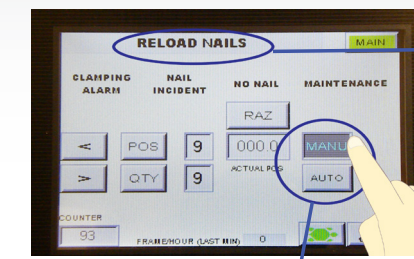 RELOAD NAILS MAIN
CLAMPING ALARM NAIL INCIDENT NO NAIL MAINTENANCE
RAZ
< POS 9 000.0 MANU
ACTUAL POS
> QTY 9 AUTO
COUNTER
93 FRAME/HOUR (LAST MIN) 0